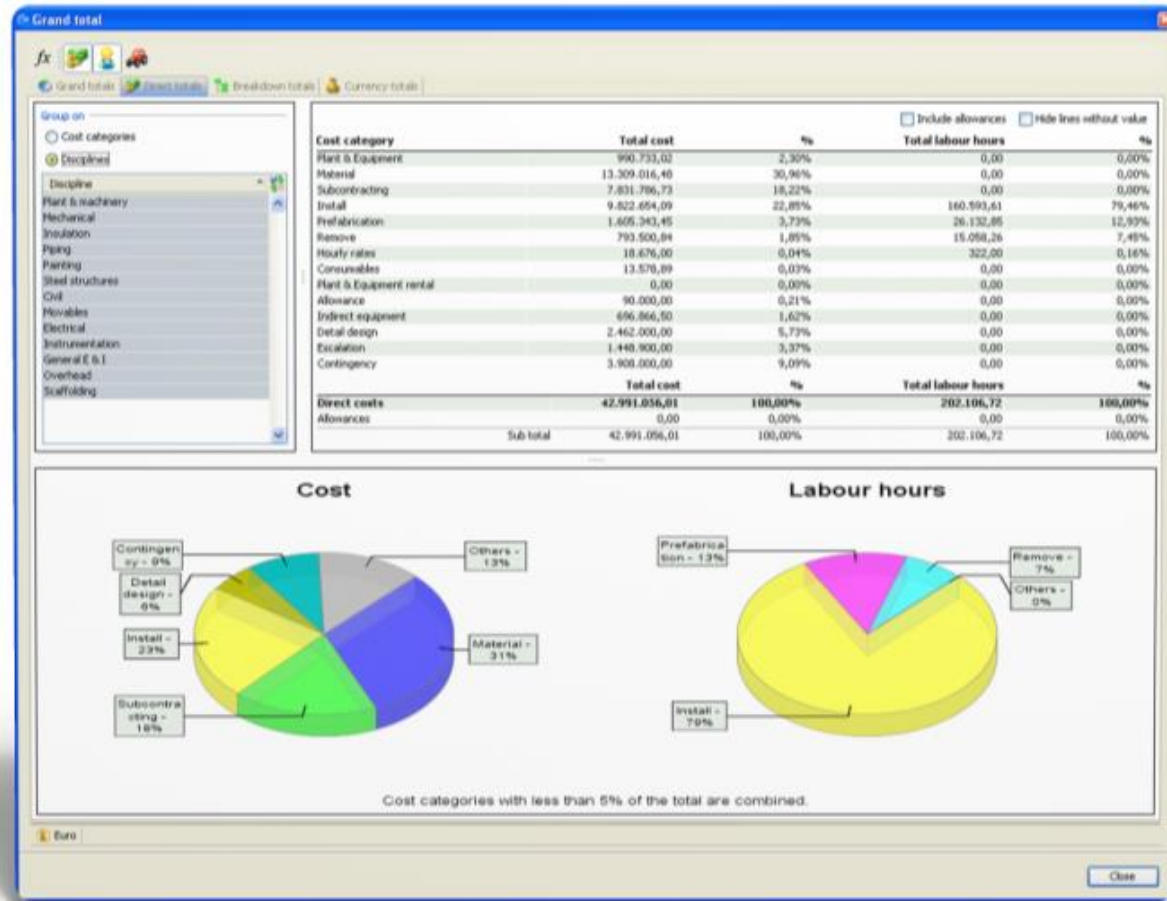 Grand total
fx
Grand totals Direct totals Breakdown totals Currency totals
Group on
Cost categories
Disciplines
Discipline
Plant & machinery
Mechanical
Insulation
Piping
Painting
Steel structures
Civil
Movables
Electrical
Instrumentation
General E & I
Overhead
Scaffolding
Include allowances Hide lines without value
Cost category Total cost % Total labour hours %
Plant & Equipment 990.733,02 2,30% 0,00 0,00%
Material 13.309.016,48 30,96% 0,00 0,00%
Subcontracting 7.831.786,73 18,22% 0,00 0,00%
Install 9.822.654,09 22,85% 160.593,61 79,46%
Prefabrication 1.605.343,45 3,73% 26.132,85 12,93%
Remove 793.500,84 1,85% 15.058,26 7,45%
Hourly rates 18.676,00 0,04% 322,00 0,16%
Consumables 13.578,89 0,03% 0,00 0,00%
Plant & Equipment rental 0,00 0,00% 0,00 0,00%
Allowance 90.000,00 0,21% 0,00 0,00%
Indirect equipment 696.866,50 1,62% 0,00 0,00%
Detail design 2.462.000,00 5,73% 0,00 0,00%
Escalation 1.448.900,00 3,37% 0,00 0,00%
Contingency 3.908.000,00 9,09% 0,00 0,00%
Total cost % Total labour hours %
Direct costs 42.991.056,01 100,00% 202.106,72 100,00%
Allowances 0,00 0,00% 0,00 0,00%
Sub total 42.991.056,01 100,00% 202.106,72 100,00%
Cost
Contingen
cy - 9%
Detail
design -
6%
Install -
23%
Subcontra
cting -
18%
Others -
13%
Material -
31%
Labour hours
Prefabrica
tion - 13%
Remove -
7%
Others -
0%
Install -
79%
Cost categories with less than 5% of the total are combined.
Euro
Close